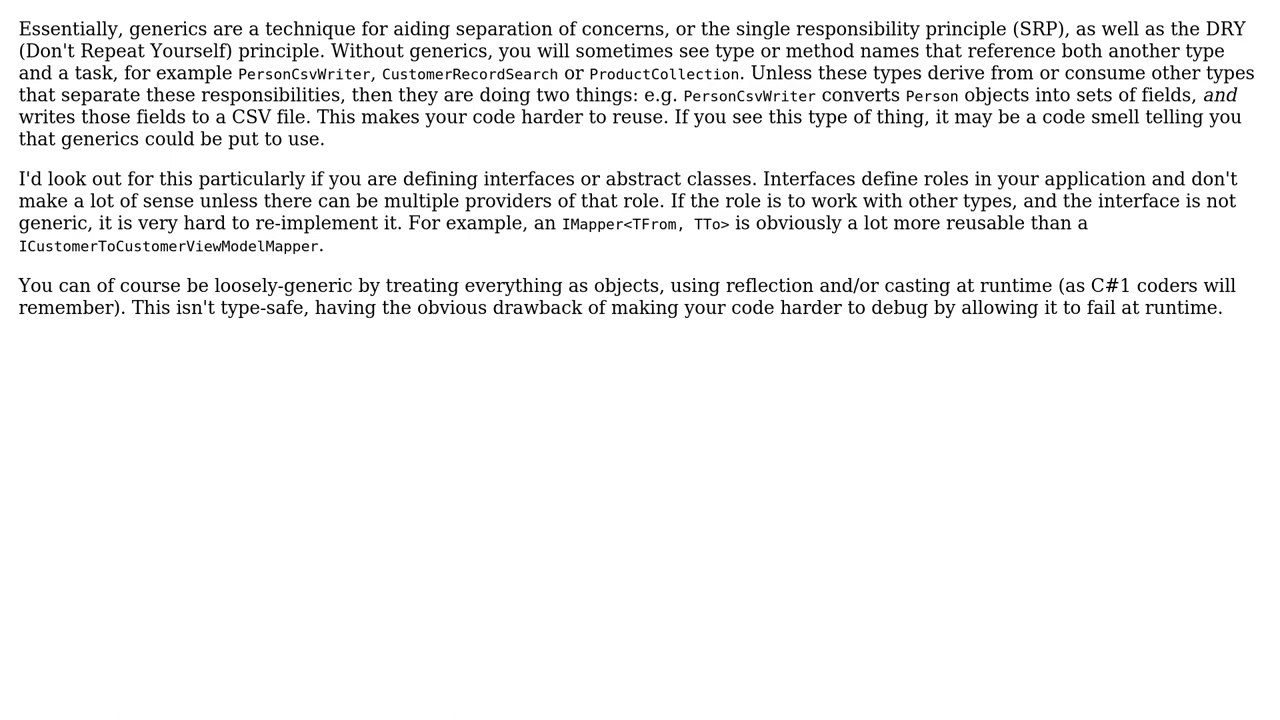 Essentially, generics are a technique for aiding separation of concerns, or the single responsibility principle (SRP), as well as the DRY
(Don't Repeat Yourself) principle. Without generics, you will sometimes see type or method names that reference both another type
and a task, for example PersonCsvWriter, CustomerRecordSearch or ProductCollection. Unless these types derive from or consume other types
that separate these responsibilities, then they are doing two things: e.g. PersonCsvWriter converts Person objects into sets of fields, and
writes those fields to a CSV file. This makes your code harder to reuse. If you see this type of thing, it may be a code smell telling you
that generics could be put to use.
I'd look out for this particularly if you are defining interfaces or abstract classes. Interfaces define roles in your application and don't
make a lot of sense unless there can be multiple providers of that role. If the role is to work with other types, and the interface is not
generic, it is very hard to re-implement it. For example, an IMapper<TFrom, TTo> is obviously a lot more reusable than a
ICustomerToCustomerViewModelMapper.
You can of course be loosely-generic by treating everything as objects, using reflection and/or casting at runtime (as C#1 coders will
remember). This isn't type-safe, having the obvious drawback of making your code harder to debug by allowing it to fail at runtime.